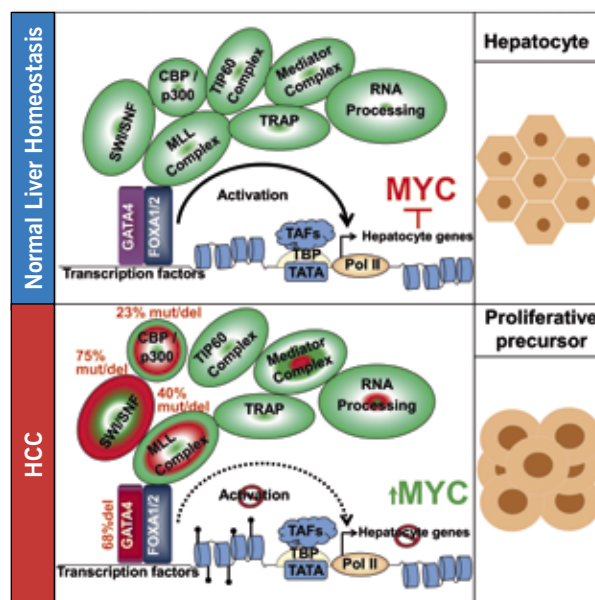 Normal Liver Homeostasis
CBP /
p300
TIP60
Complex
Mediator
Complex
RNA
Processing
SWI/SNF
MLL
Complex
TRAP
GATA4
FOXA1/2
Activation
MYC
TAFs
TBP
TATA
Pol II
Hepatocyte genes
Transcription factors
Hepatocyte
HCC
23% mut/del
CBP /
p300
75%
mut/del
40%
mut/del
TIP60
Complex
Mediator
Complex
RNA
Processing
SWI/SNF
MLL
Complex
TRAP
68%del
GATA4
FOXA1/2
Activation
↑MYC
TAFs
TBP
TATA
Pol II
Hepatocyte genes
Transcription factors
Proliferative
precursor